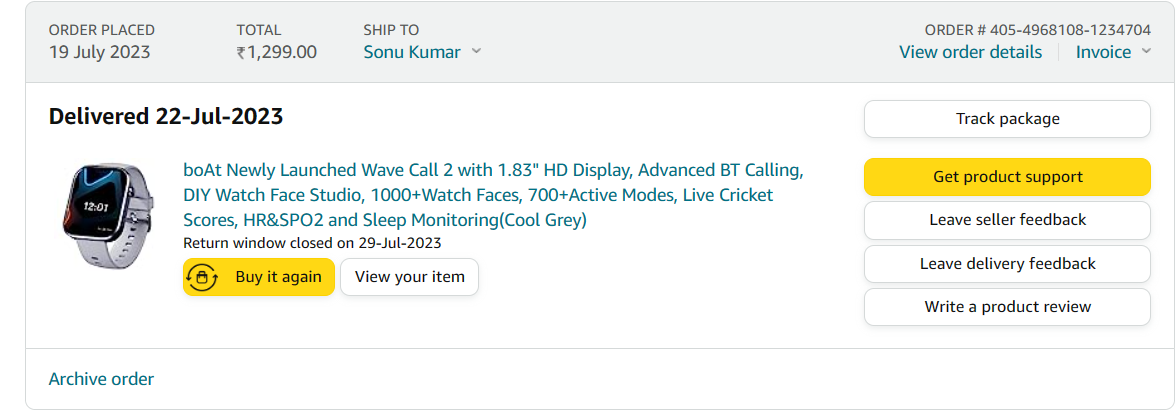 ORDER PLACED
19 July 2023
TOTAL
₹1,299.00
SHIP TO
Sonu Kumar
ORDER # 405-4968108-1234704
View order details
Invoice
Delivered 22-Jul-2023
boAt Newly Launched Wave Call 2 with 1.83" HD Display, Advanced BT Calling,
DIY Watch Face Studio, 1000+Watch Faces, 700+Active Modes, Live Cricket
Scores, HR&SPO2 and Sleep Monitoring(Cool Grey)
Return window closed on 29-Jul-2023
12:01
Buy it again
View your item
Track package
Get product support
Leave seller feedback
Leave delivery feedback
Write a product review
Archive order